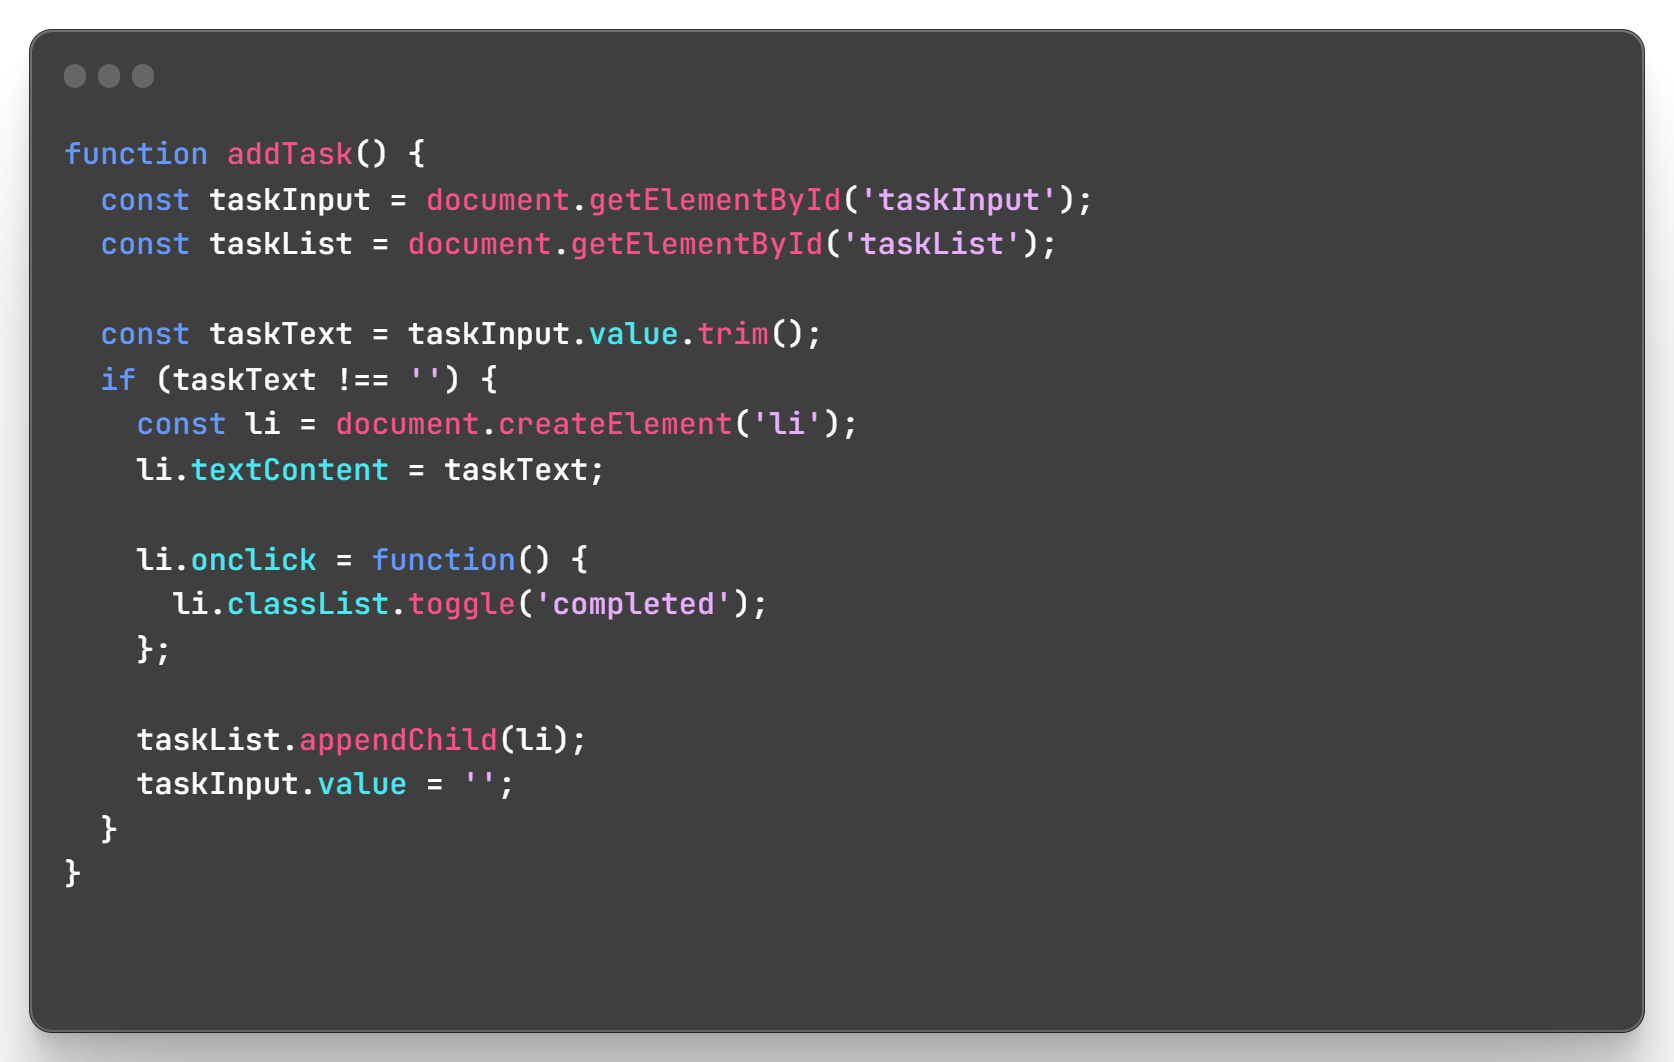 function addTask() {
  const taskInput = document.getElementById('taskInput');
  const taskList = document.getElementById('taskList');

  const taskText = taskInput.value.trim();
  if (taskText !== '') {
    const li = document.createElement('li');
    li.textContent = taskText;

    li.onclick = function() {
      li.classList.toggle('completed');
    };

    taskList.appendChild(li);
    taskInput.value = '';
  }
}